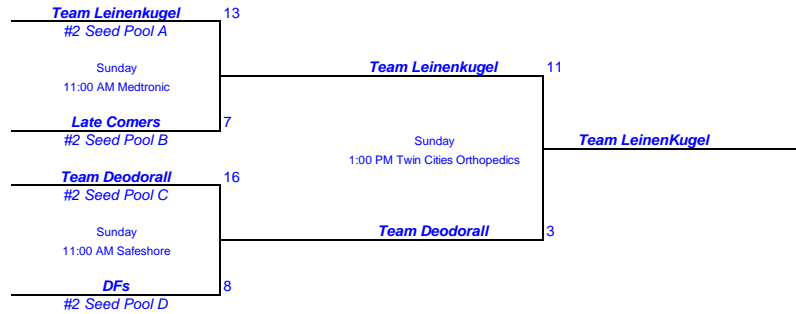 Team Leinenkugel 13
#2 Seed Pool A
Sunday
11:00 AM Medtronic
Team Leinenkugel 11
Late Comers 7
#2 Seed Pool B
Sunday
1:00 PM Twin Cities Orthopedics
Team LeinenKugel
Team Deodorall 16
#2 Seed Pool C
Sunday
11:00 AM Safeshore
Team Deodorall 3
DFs 8
#2 Seed Pool D